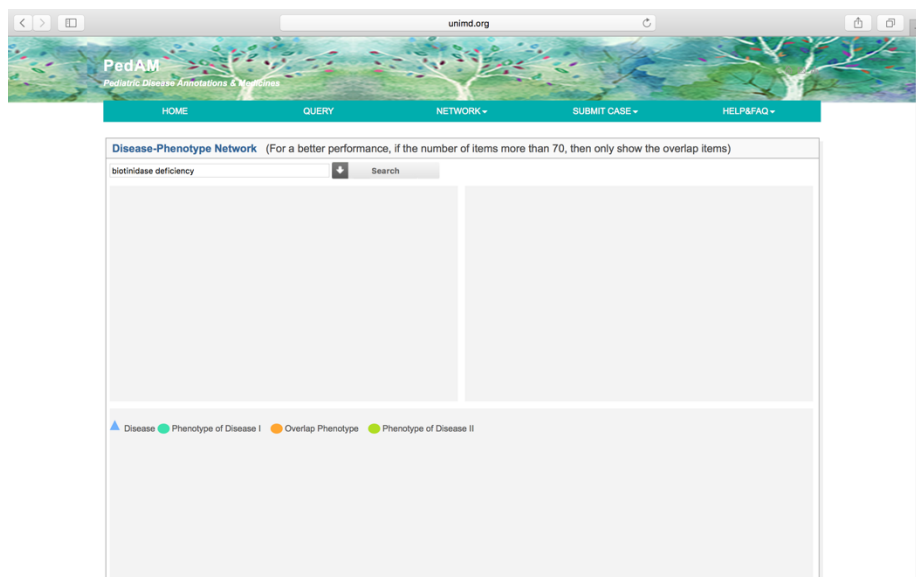 unimd.org
PedAM
Pediatric Disease Annotations & Medicines
HOME QUERY NETWORK SUBMIT CASE HELP&FAQ
Disease-Phenotype Network (For a better performance, if the number of items more than 70, then only show the overlap items)
biotinidase deficiency Search
Disease Phenotype of Disease I Overlap Phenotype Phenotype of Disease II